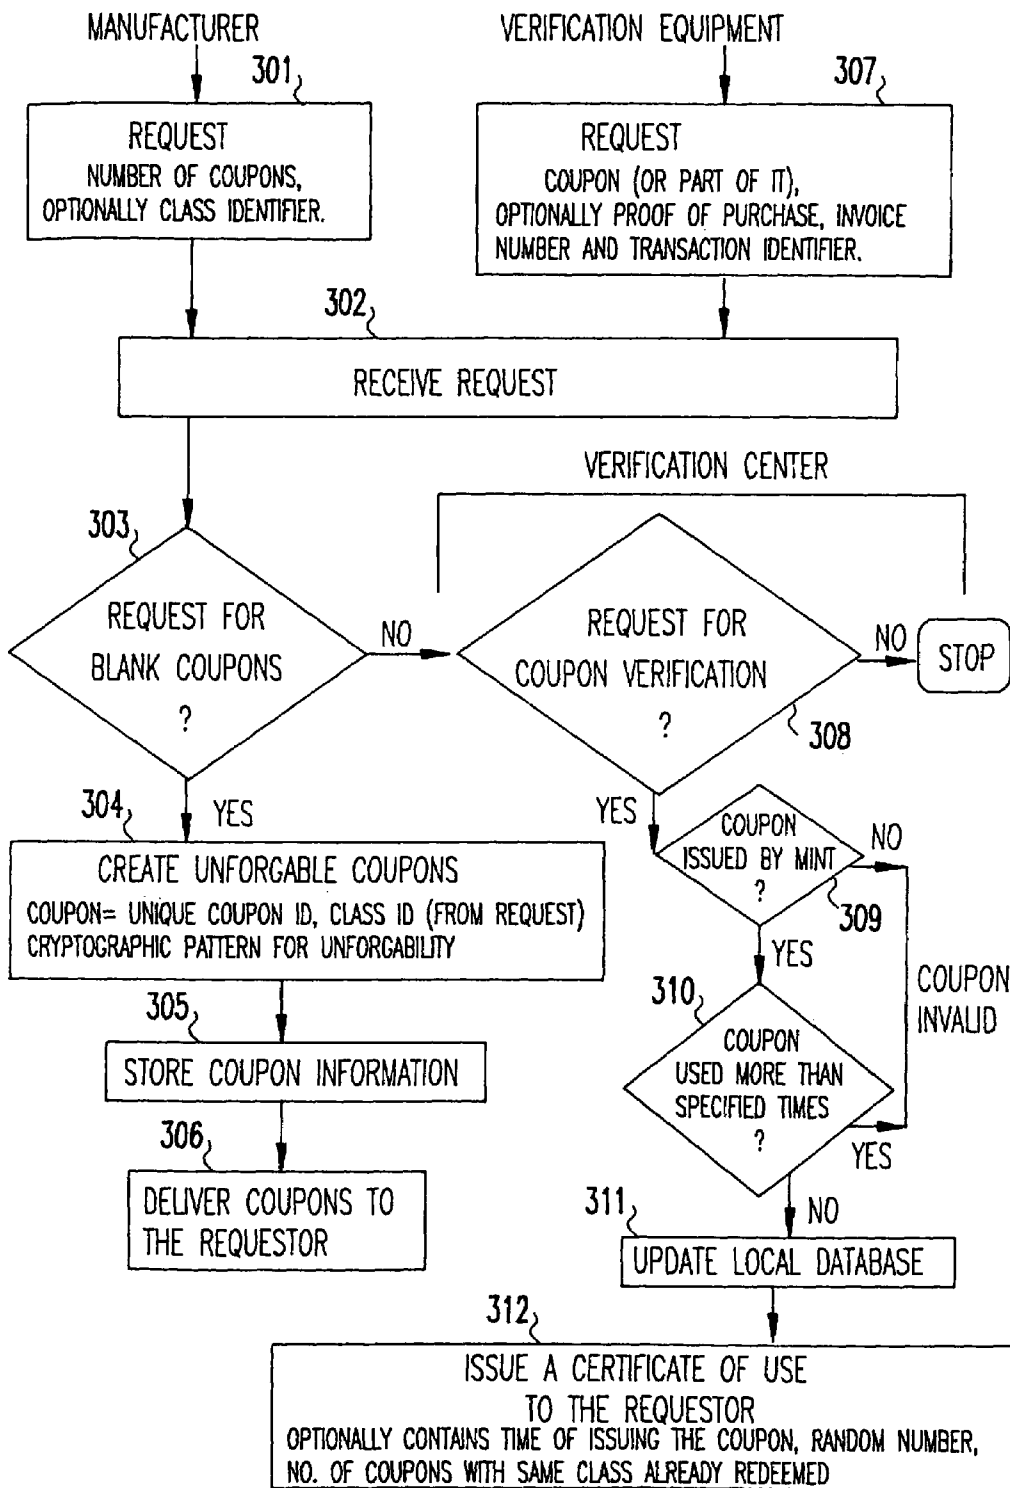 MANUFACTURER
VERIFICATION EQUIPMENT
301
307
REQUEST
NUMBER OF COUPONS,
OPTIONALLY CLASS IDENTIFIER.
REQUEST
COUPON (OR PART OF IT),
OPTIONALLY PROOF OF PURCHASE, INVOICE
NUMBER AND TRANSACTION IDENTIFIER.
302
RECEIVE REQUEST
VERIFICATION CENTER
303
REQUEST FOR
BLANK COUPONS
?
NO
REQUEST FOR
COUPON VERIFICATION
?
NO
STOP
308
YES
YES
304
CREATE UNFORGABLE COUPONS
COUPON= UNIQUE COUPON ID, CLASS ID (FROM REQUEST)
CRYPTOGRAPHIC PATTERN FOR UNFORGABILITY
COUPON
ISSUED BY MINT
?
NO
309
YES
COUPON
INVALID
305
STORE COUPON INFORMATION
310
COUPON
USED MORE THAN
SPECIFIED TIMES
?
YES
306
DELIVER COUPONS TO
THE REQUESTOR
NO
311
UPDATE LOCAL DATABASE
312
ISSUE A CERTIFICATE OF USE
TO THE REQUESTOR
OPTIONALLY CONTAINS TIME OF ISSUING THE COUPON, RANDOM NUMBER,
NO. OF COUPONS WITH SAME CLASS ALREADY REDEEMED